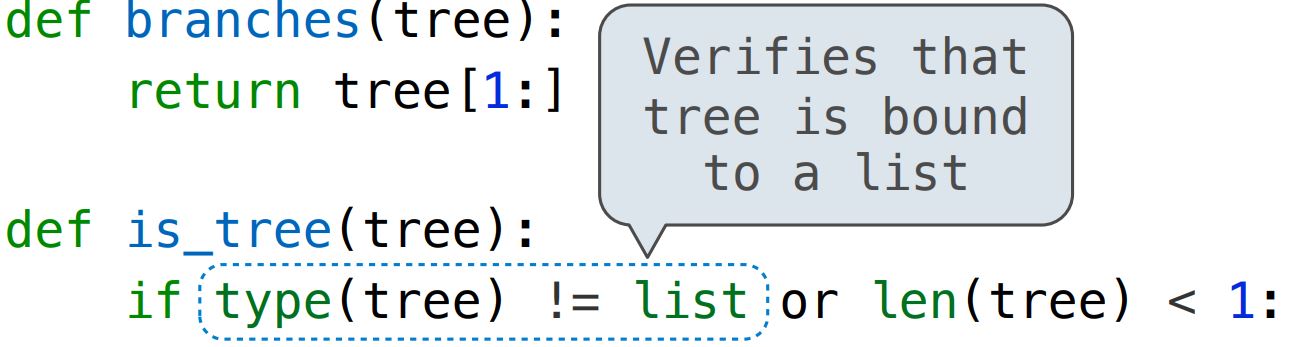 def branches(tree):
    return tree[1:]
Verifies that
tree is bound
to a list
def is_tree(tree):
    if type(tree) != list or len(tree) < 1: